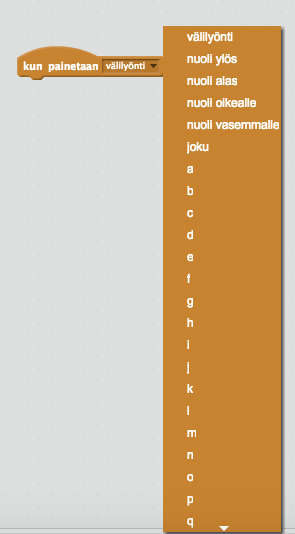 kun painetaan välilyönti
välilyönti
nuoli ylös
nuoli alas
nuoli oikealle
nuoli vasemmalle
joku
a
b
c
d
e
f
g
h
i
j
k
l
m
n
o
p
q